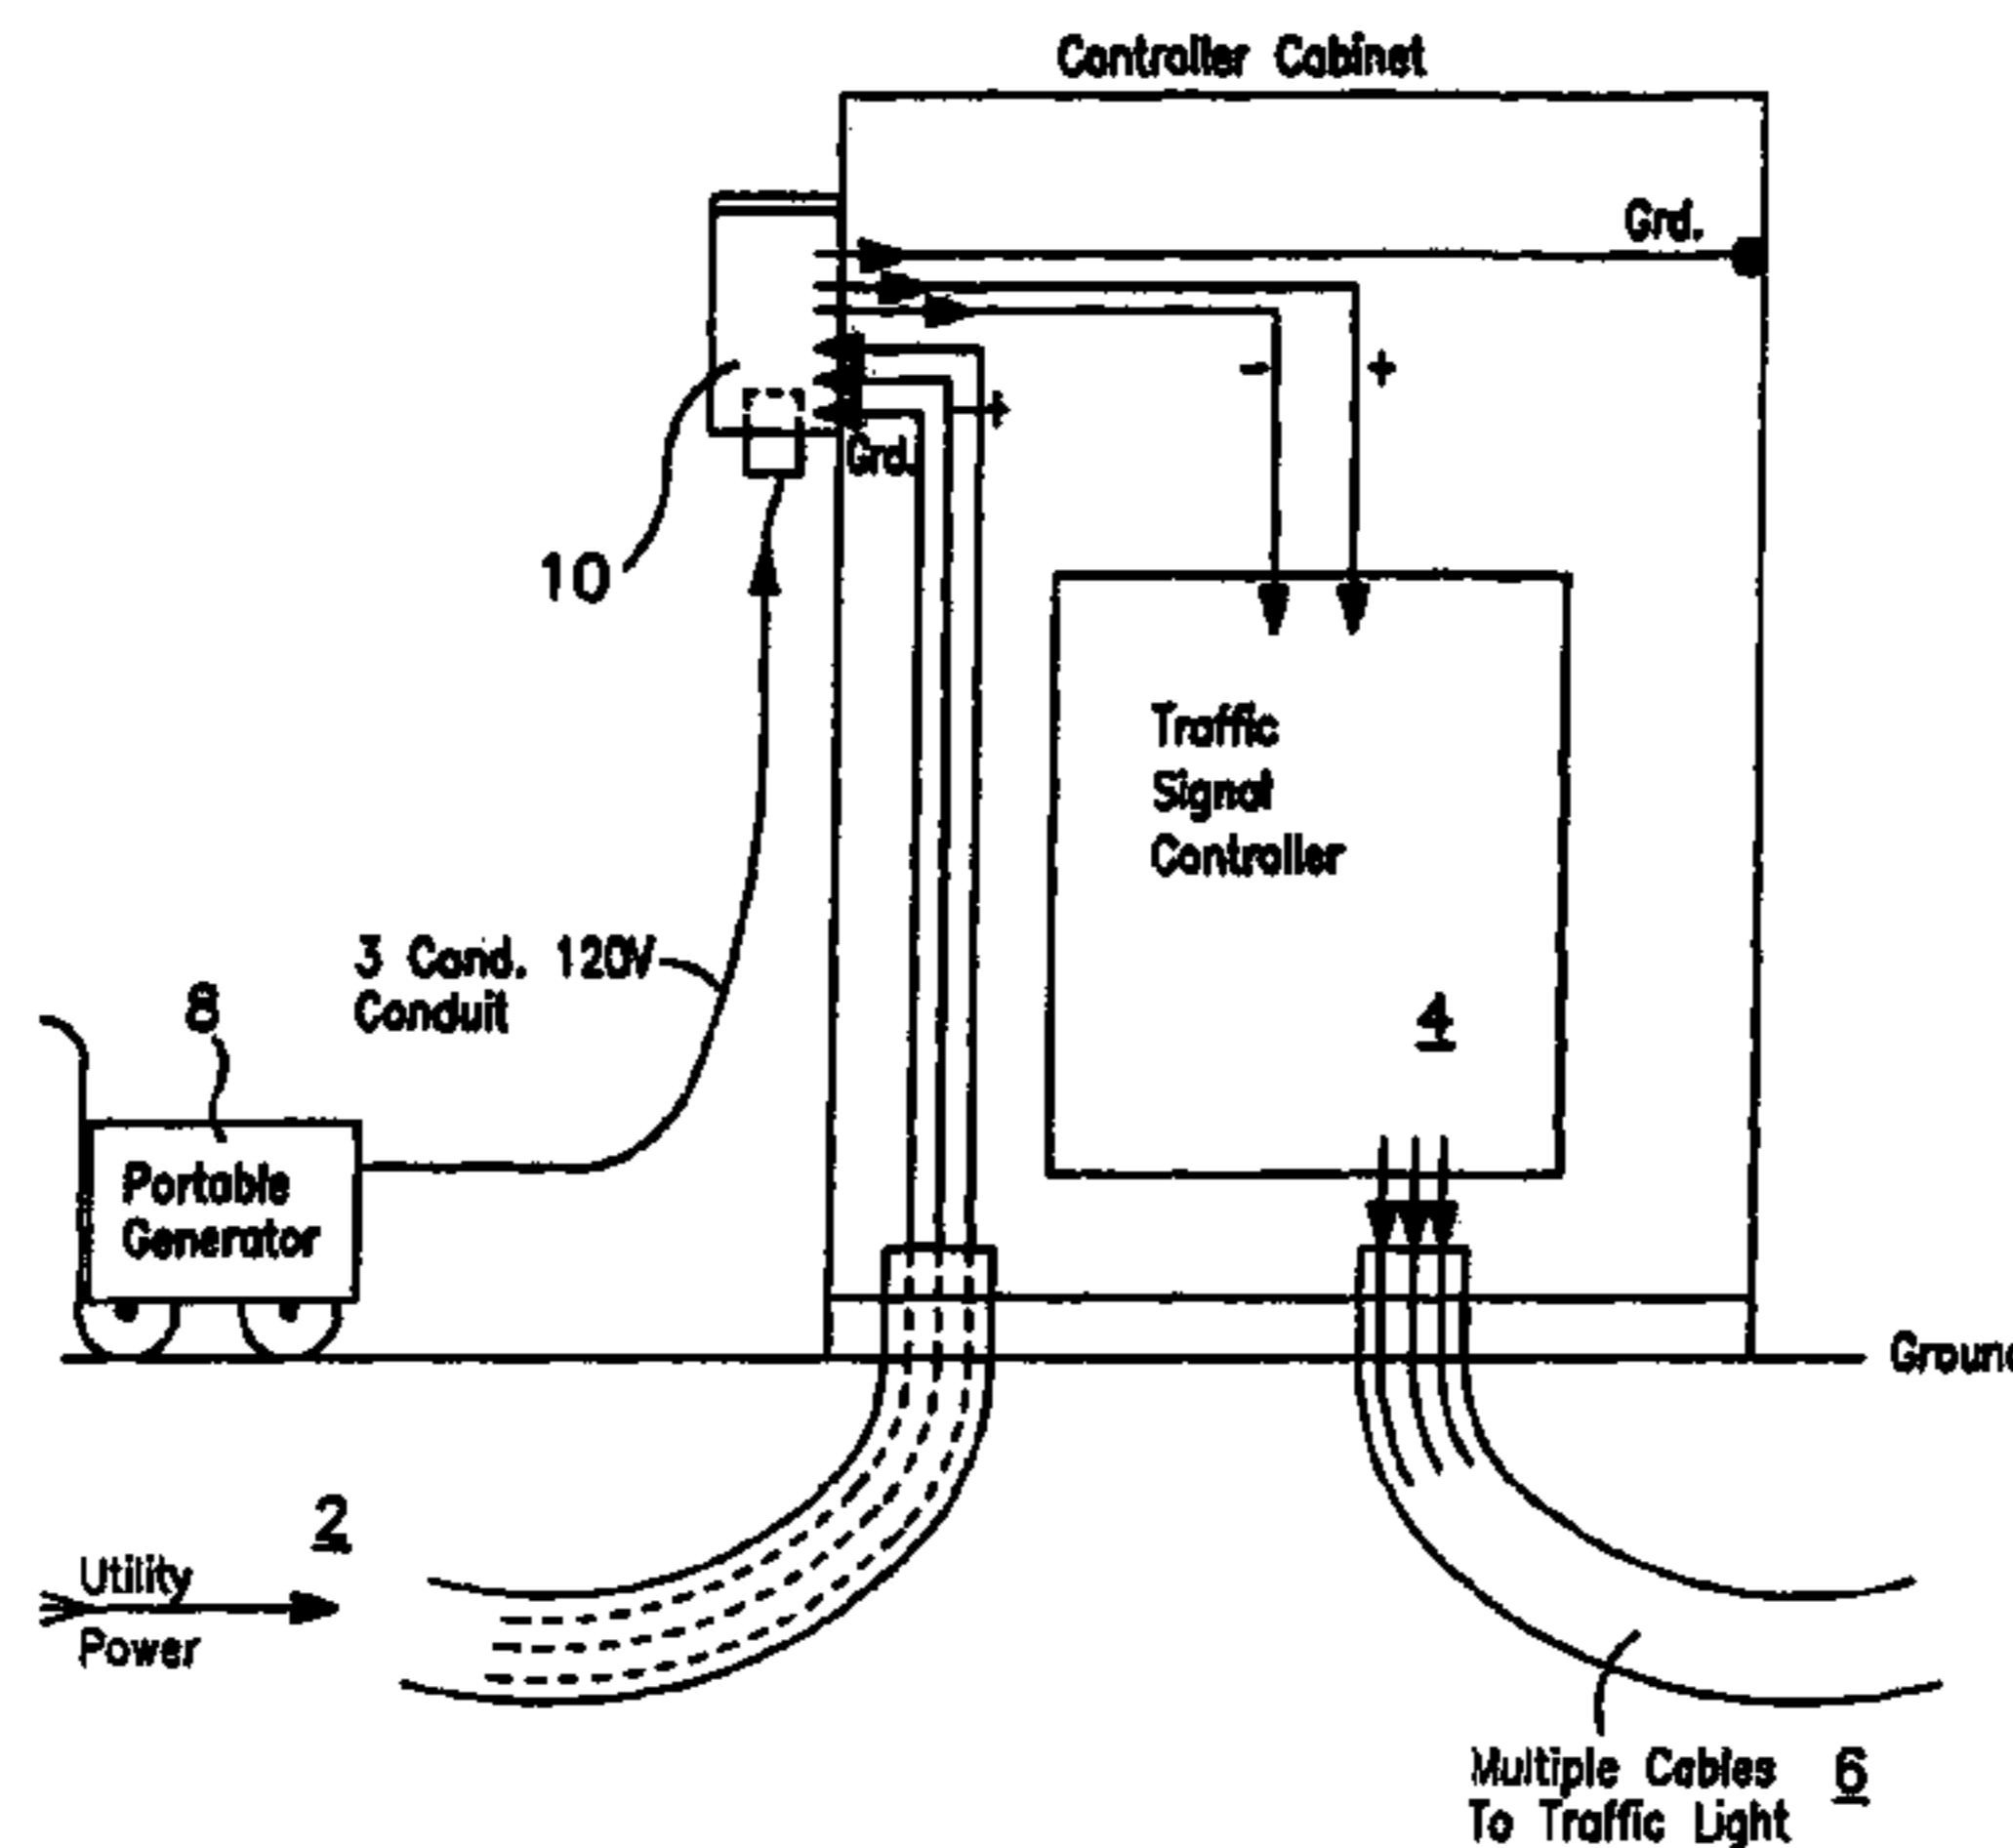 Controller Cabinet
Grd.
- +
+
Grd.
10
Traffic
Signal
Controller
3 Cond. 120V
Conduit
8
4
Portable
Generator
Ground
2
Utility
Power
Multiple Cables 6
To Traffic Light